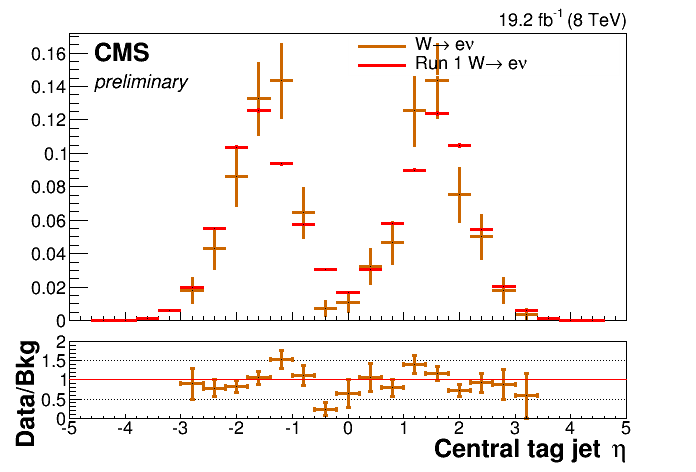 19.2 fb⁻¹ (8 TeV)
CMS
preliminary
W→ eν
Run 1 W→ eν
0.16
0.14
0.12
0.1
0.08
0.06
0.04
0.02
0
Data/Bkg
2
1.5
1
0.5
0
-5 -4 -3 -2 -1 0 1 2 3 4 5
Central tag jet η